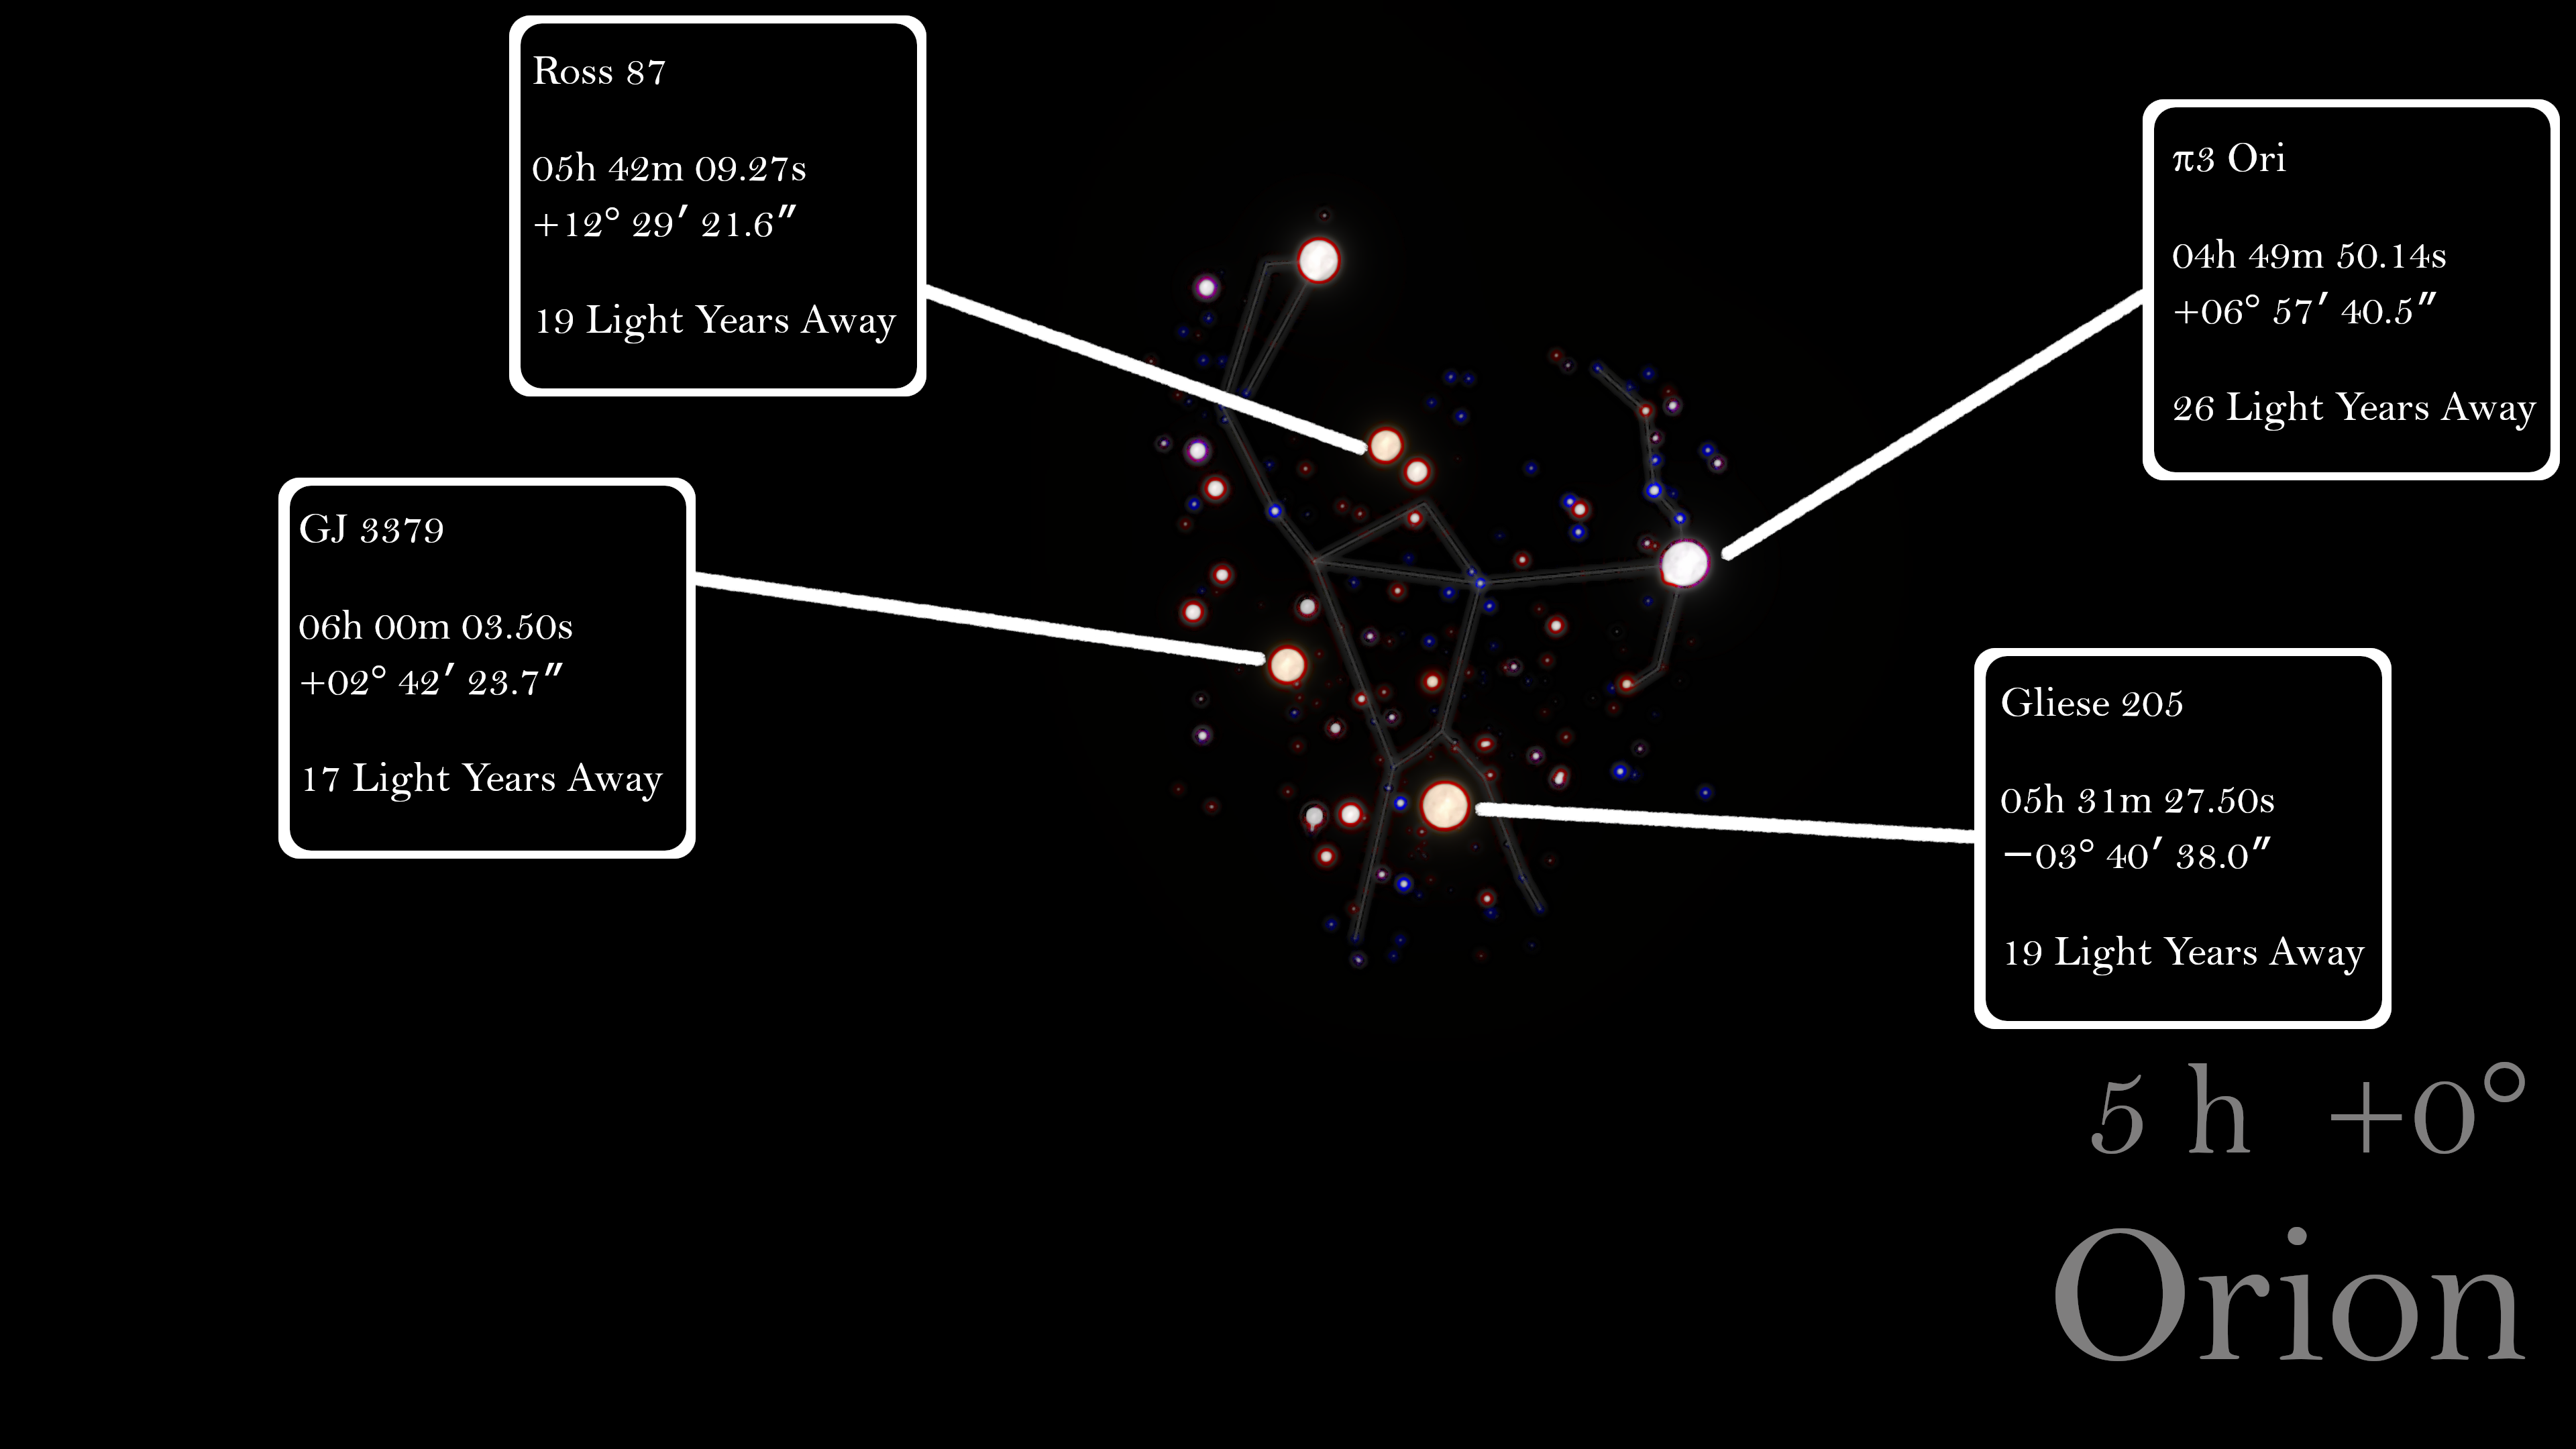 Ross 87
05h 42m 09.27s
+12° 29′ 21.6″
19 Light Years Away
π3 Ori
04h 49m 50.14s
+06° 57′ 40.5″
26 Light Years Away
GJ 3379
06h 00m 03.50s
+02° 42′ 23.7″
17 Light Years Away
Gliese 205
05h 31m 27.50s
−03° 40′ 38.0″
19 Light Years Away
5 h +0°
Orion